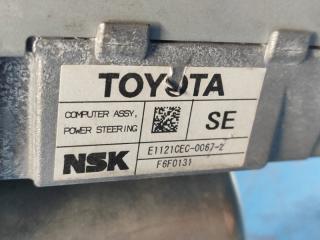 TOYOTA
COMPUTER ASSY,
POWER STEERING
SE
NSK
E1121CEC-0067-2
F6F0131